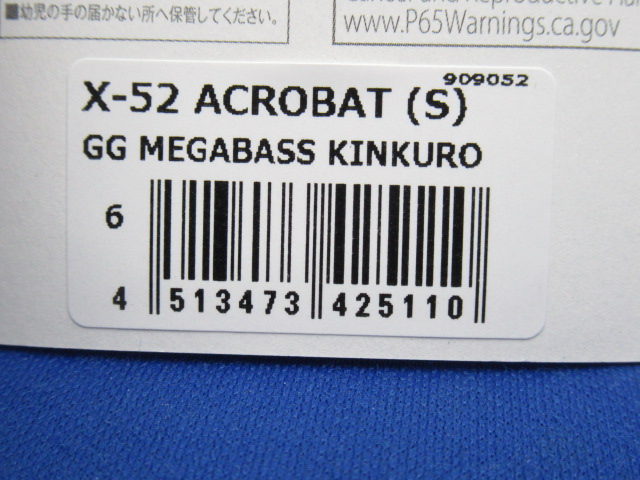 ■幼児の手の届かない所へ保管してください。
www.P65Warnings.ca.gov
909052
X-52 ACROBAT (S)
GG MEGABASS KINKURO
6
4 513473 425110